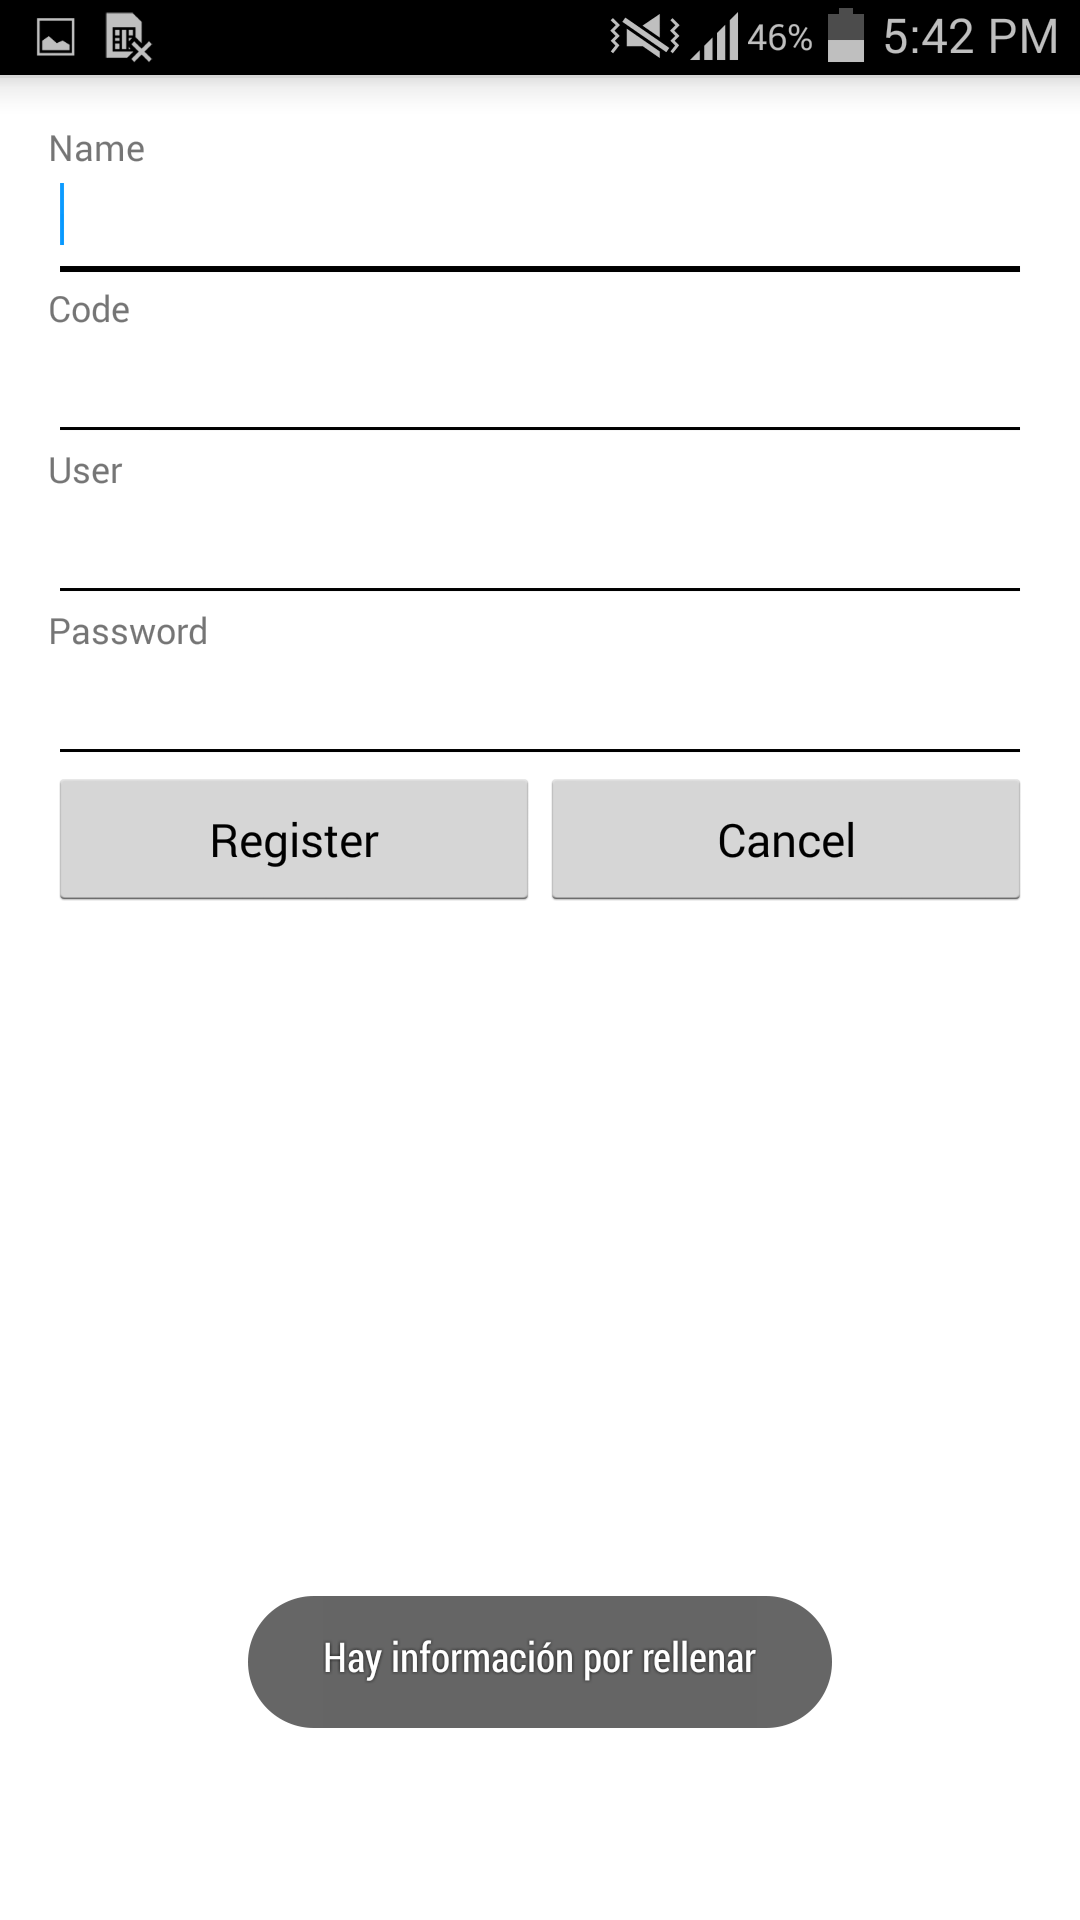 46% 5:42 PM
Name
Code
User
Password
Register Cancel
Hay información por rellenar